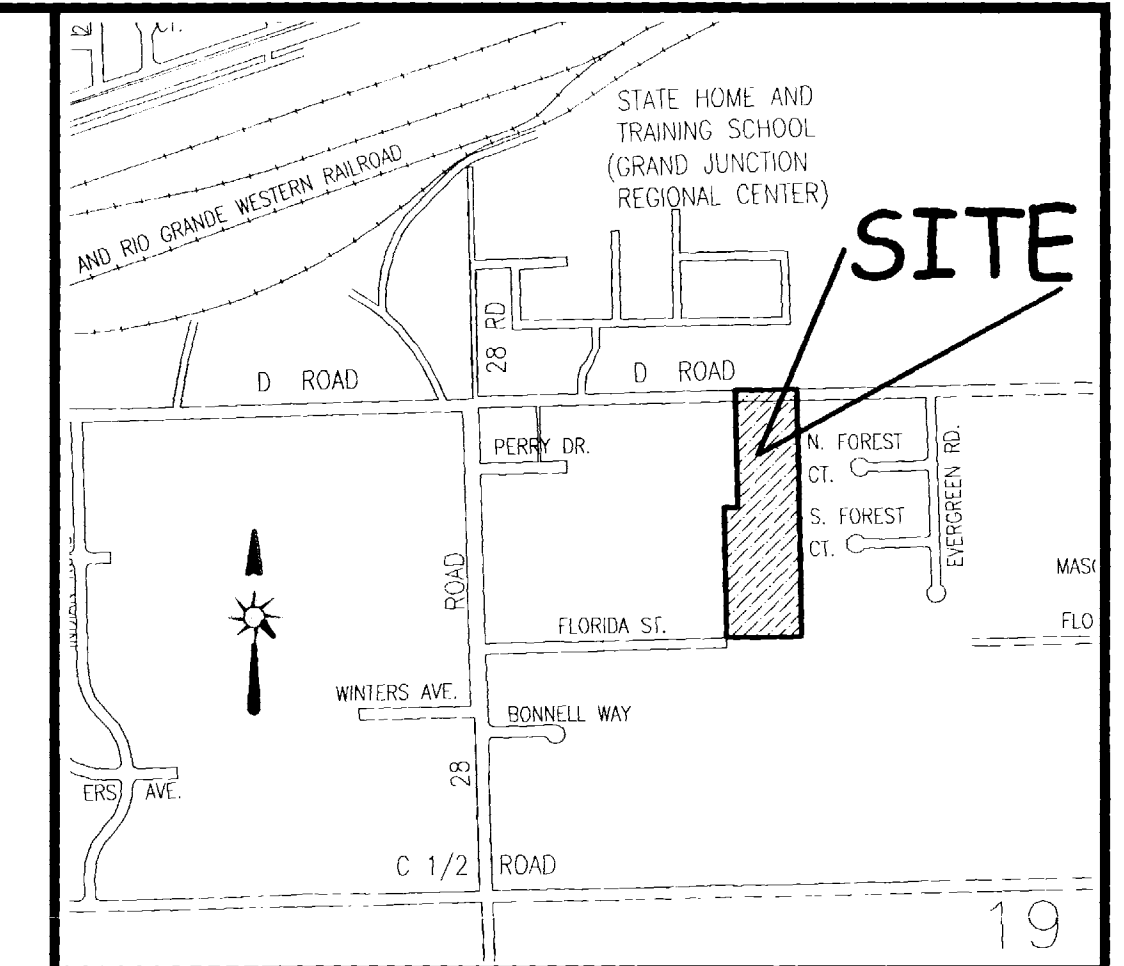 STATE HOME AND
TRAINING SCHOOL
(GRAND JUNCTION
REGIONAL CENTER)
AND RIO GRANDE WESTERN RAILROAD
SITE
28 RD
D ROAD
D ROAD
PERRY DR.
N. FOREST
CT.
S. FOREST
CT.
EVERGREEN RD.
MAS
FLO
ROAD
FLORIDA ST.
WINTERS AVE.
BONNELL WAY
28
ERS AVE.
C 1/2 ROAD
19